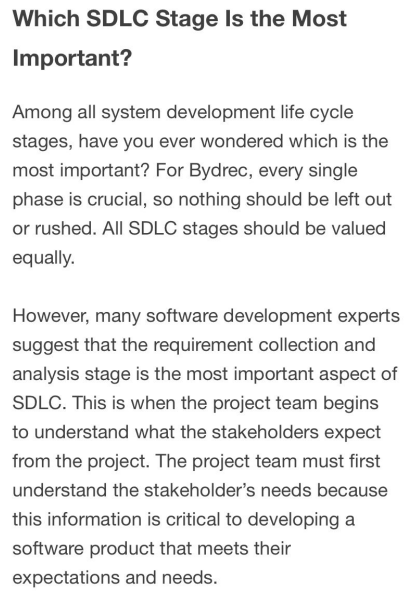 Which SDLC Stage Is the Most
Important?
Among all system development life cycle
stages, have you ever wondered which is the
most important? For Bydrec, every single
phase is crucial, so nothing should be left out
or rushed. All SDLC stages should be valued
equally.
However, many software development experts
suggest that the requirement collection and
analysis stage is the most important aspect of
SDLC. This is when the project team begins
to understand what the stakeholders expect
from the project. The project team must first
understand the stakeholder’s needs because
this information is critical to developing a
software product that meets their
expectations and needs.